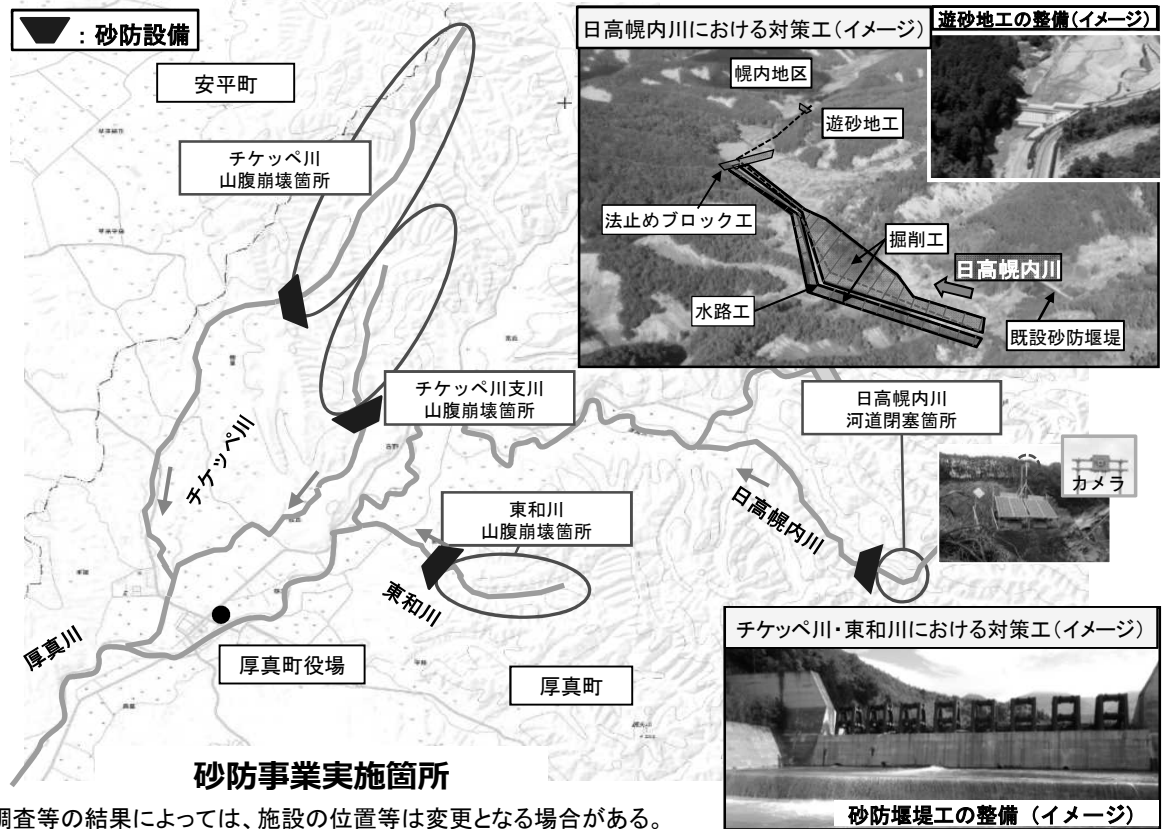 ：砂防設備
安平町
チケッペ川
山腹崩壊箇所
チケッペ川支川
山腹崩壊箇所
チケッペ川
東和川
山腹崩壊箇所
東和川
日高幌内川
日高幌内川
河道閉塞箇所
カメラ
厚真川
厚真町役場
厚真町
日高幌内川における対策工（イメージ）
幌内地区
遊砂地工
法止めブロック工
掘削工
日高幌内川
水路工
既設砂防堰堤
遊砂地工の整備（イメージ）
チケッペ川・東和川における対策工（イメージ）
砂防堰堤工の整備（イメージ）
砂防事業実施箇所
調査等の結果によっては、施設の位置等は変更となる場合がある。